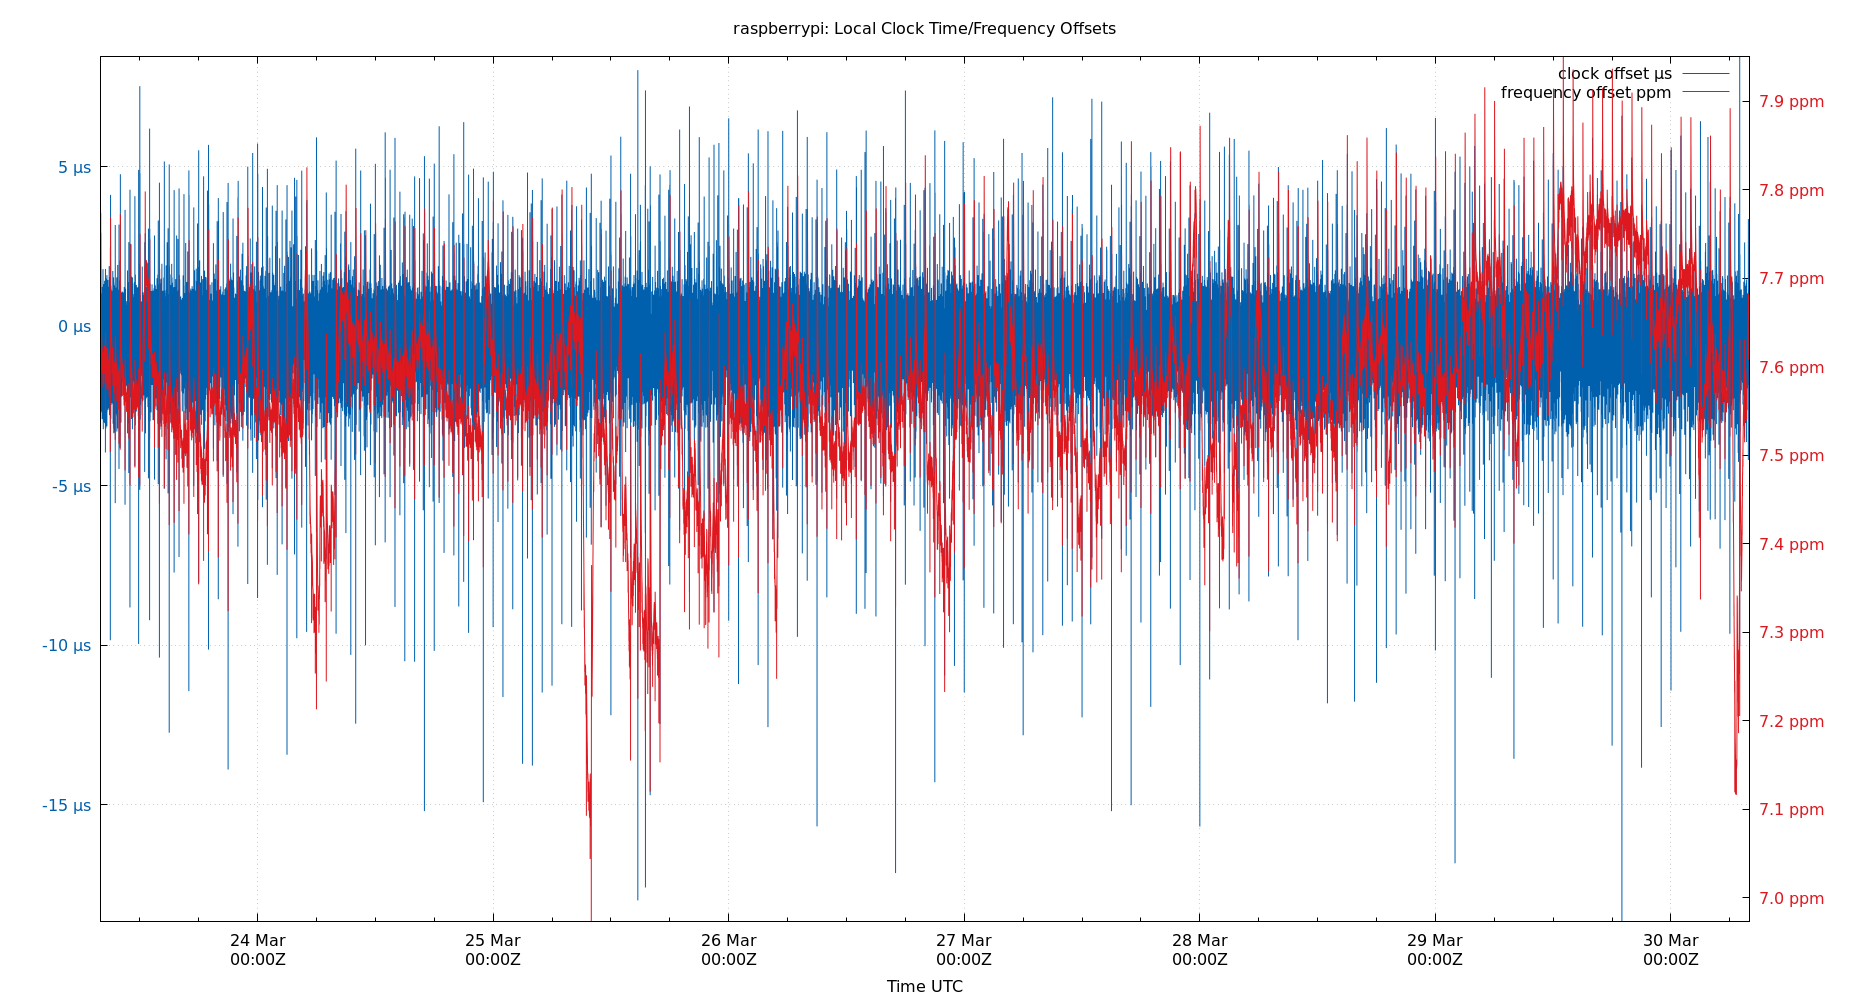 raspberrypi: Local Clock Time/Frequency Offsets
clock offset µs
frequency offset ppm
5 µs
0 µs
-5 µs
-10 µs
-15 µs
7.9 ppm
7.8 ppm
7.7 ppm
7.6 ppm
7.5 ppm
7.4 ppm
7.3 ppm
7.2 ppm
7.1 ppm
7.0 ppm
24 Mar
00:00Z
25 Mar
00:00Z
26 Mar
00:00Z
27 Mar
00:00Z
28 Mar
00:00Z
29 Mar
00:00Z
30 Mar
00:00Z
Time UTC